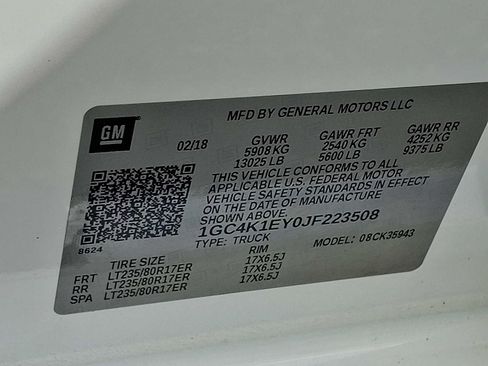 GM
MFD BY GENERAL MOTORS LLC
02/18 GVWR GAWR FRT GAWR RR
5908 KG 2540 KG 4252 KG
13025 LB 5600 LB 9375 LB
THIS VEHICLE CONFORMS TO ALL
APPLICABLE U.S. FEDERAL MOTOR
VEHICLE SAFETY STANDARDS IN EFFECT
ON THE DATE OF MANUFACTURE
SHOWN ABOVE.
1GC4K1EY0JF223508
8624
TYPE: TRUCK MODEL: 08CK35943
TIRE SIZE RIM
FRT LT235/80R17ER 17X6.5J
RR LT235/80R17ER 17X6.5J
SPA LT235/80R17ER 17X6.5J